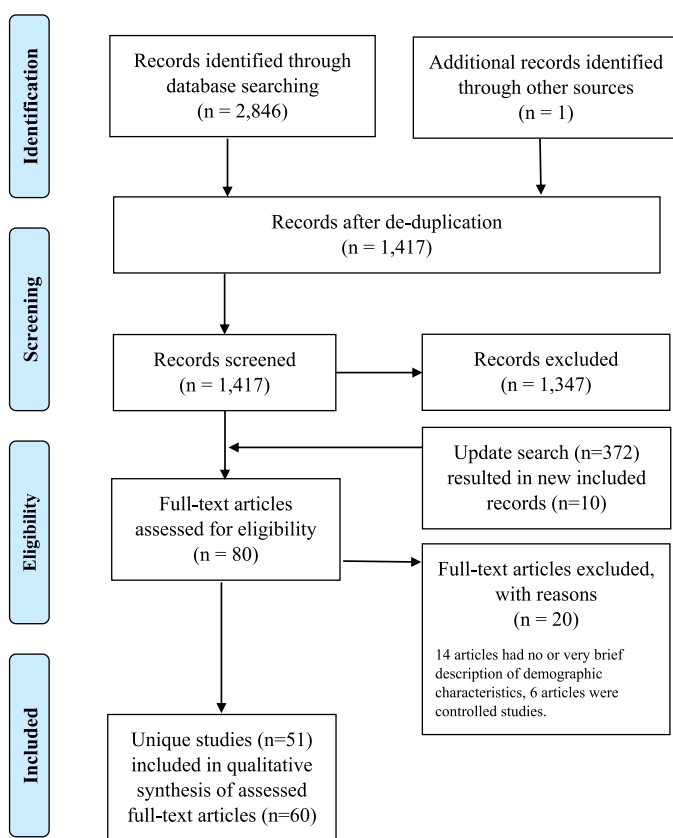 Identification
Records identified through
database searching
(n = 2,846)
Additional records identified
through other sources
(n = 1)
Records after de-duplication
(n = 1,417)
Screening
Records screened
(n = 1,417)
Records excluded
(n = 1,347)
Eligibility
Update search (n=372)
resulted in new included
records (n=10)
Full-text articles
assessed for eligibility
(n = 80)
Full-text articles excluded,
with reasons
(n = 20)
14 articles had no or very brief
description of demographic
characteristics, 6 articles were
controlled studies.
Included
Unique studies (n=51)
included in qualitative
synthesis of assessed
full-text articles (n=60)